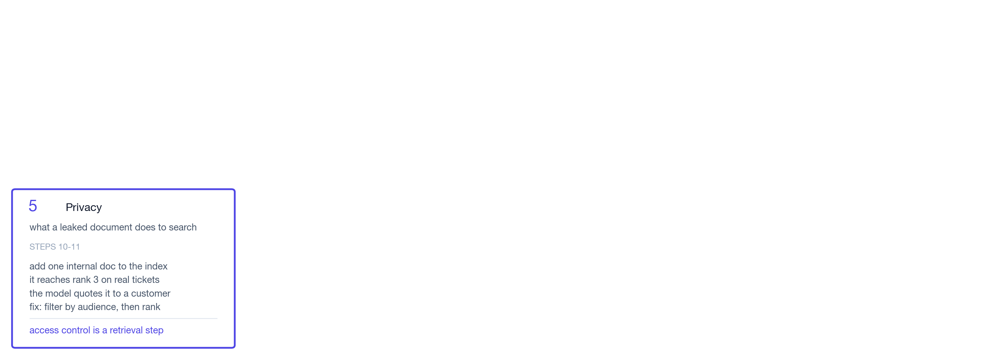 5 Privacy
what a leaked document does to search
STEPS 10-11
add one internal doc to the index
it reaches rank 3 on real tickets
the model quotes it to a customer
fix: filter by audience, then rank
access control is a retrieval step